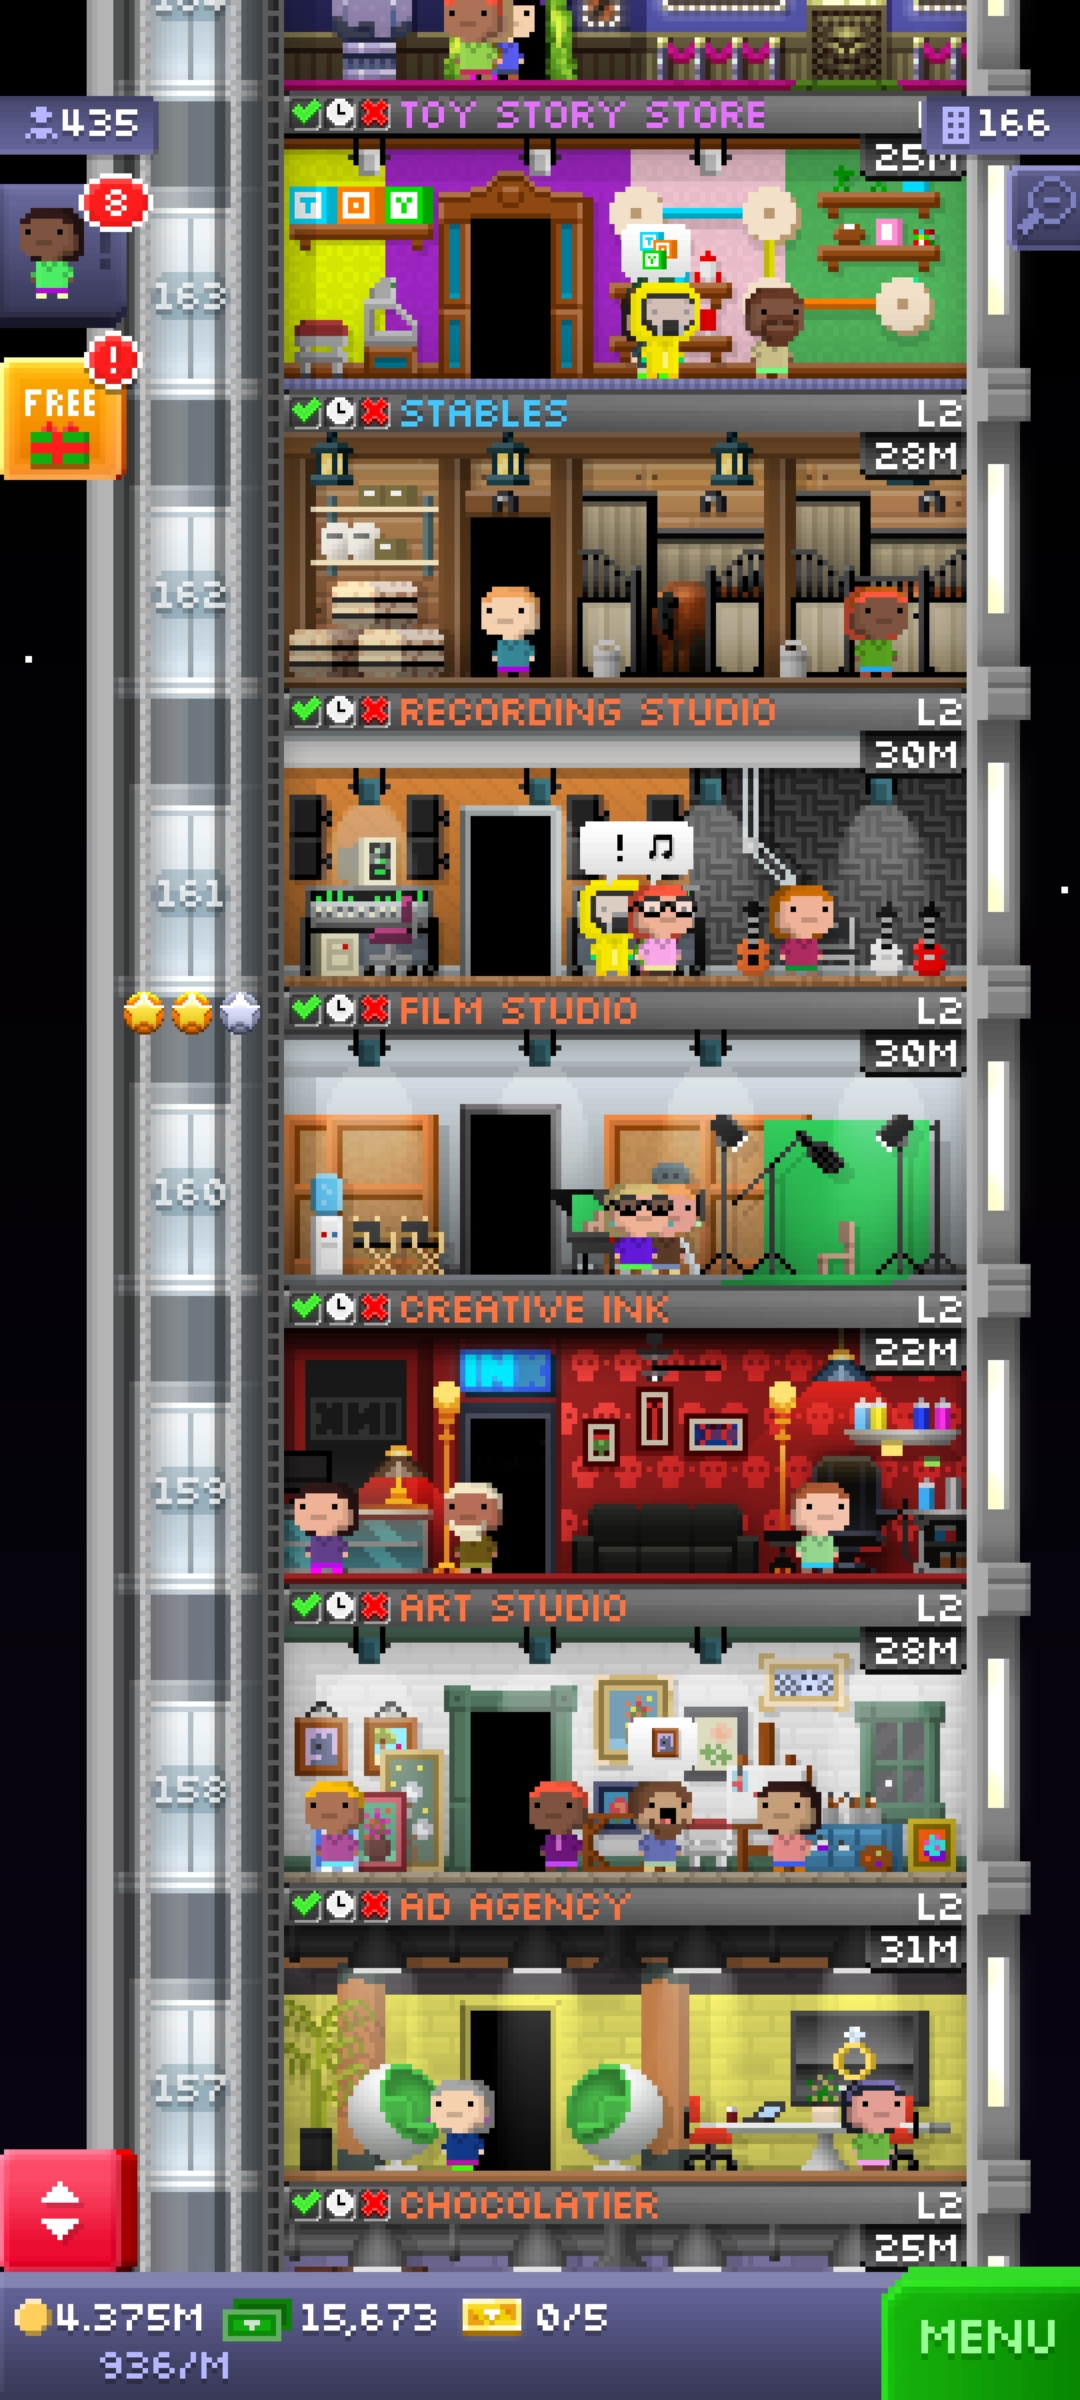 164
435
TOY STORY STORE
166
25M
8
TOY
163
!
FREE
STABLES L2
28M
162
RECORDING STUDIO L2
30M
! ♫
161
FILM STUDIO L2
30M
160
CREATIVE INK L2
22M
INK
INK
159
ART STUDIO L2
28M
158
AD AGENCY L2
31M
157
CHOCOLATIER L2
25M
4.375M 15,673 0/5
936/M
MENU